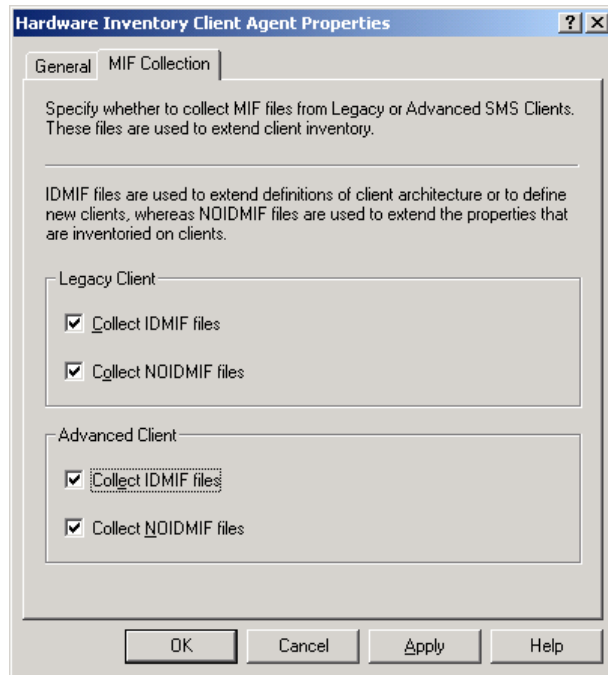 Hardware Inventory Client Agent Properties
General MIF Collection
Specify whether to collect MIF files from Legacy or Advanced SMS Clients.
These files are used to extend client inventory.
IDMIF files are used to extend definitions of client architecture or to define
new clients, whereas NOIDMIF files are used to extend the properties that
are inventoried on clients.
Legacy Client
Collect IDMIF files
Collect NOIDMIF files
Advanced Client
Collect IDMIF files
Collect NOIDMIF files
OK Cancel Apply Help